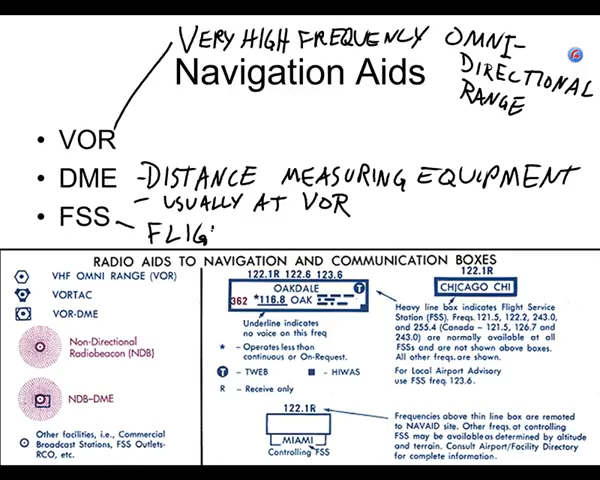 VERY HIGH FREQUENCY OMNI-
DIRECTIONAL
RANGE
Navigation Aids
• VOR
• DME - DISTANCE MEASURING EQUIPMENT
- USUALLY AT VOR
• FSS - FLIG
RADIO AIDS TO NAVIGATION AND COMMUNICATION BOXES
VHF OMNI RANGE (VOR)
VORTAC
VOR-DME
Non-Directional
Radiobeacon (NDB)
NDB-DME
Other facilities, i.e., Commercial
Broadcast Stations, FSS Outlets-
RCO, etc.
122.1R 122.6 123.6
OAKDALE
T
362 *116.8 OAK
Underline indicates
no voice on this freq
* - Operates less than
continuous or On-Request.
T - TWEB ■ - HIWAS
R - Receive only
122.1R
MIAMI
Controlling FSS
122.1R
CHICAGO CHI
Heavy line box indicates Flight Service
Station (FSS). Freqs. 121.5, 122.2, 243.0,
and 255.4 (Canada - 121.5, 126.7 and
243.0) are normally available at all
FSSs and are not shown above boxes.
All other freqs. are shown.
For Local Airport Advisory
use FSS freq. 123.6.
Frequencies above thin line box are remoted
to NAVAID site. Other freqs. at controlling
FSS may be available as determined by altitude
and terrain. Consult Airport/Facility Directory
for complete information.